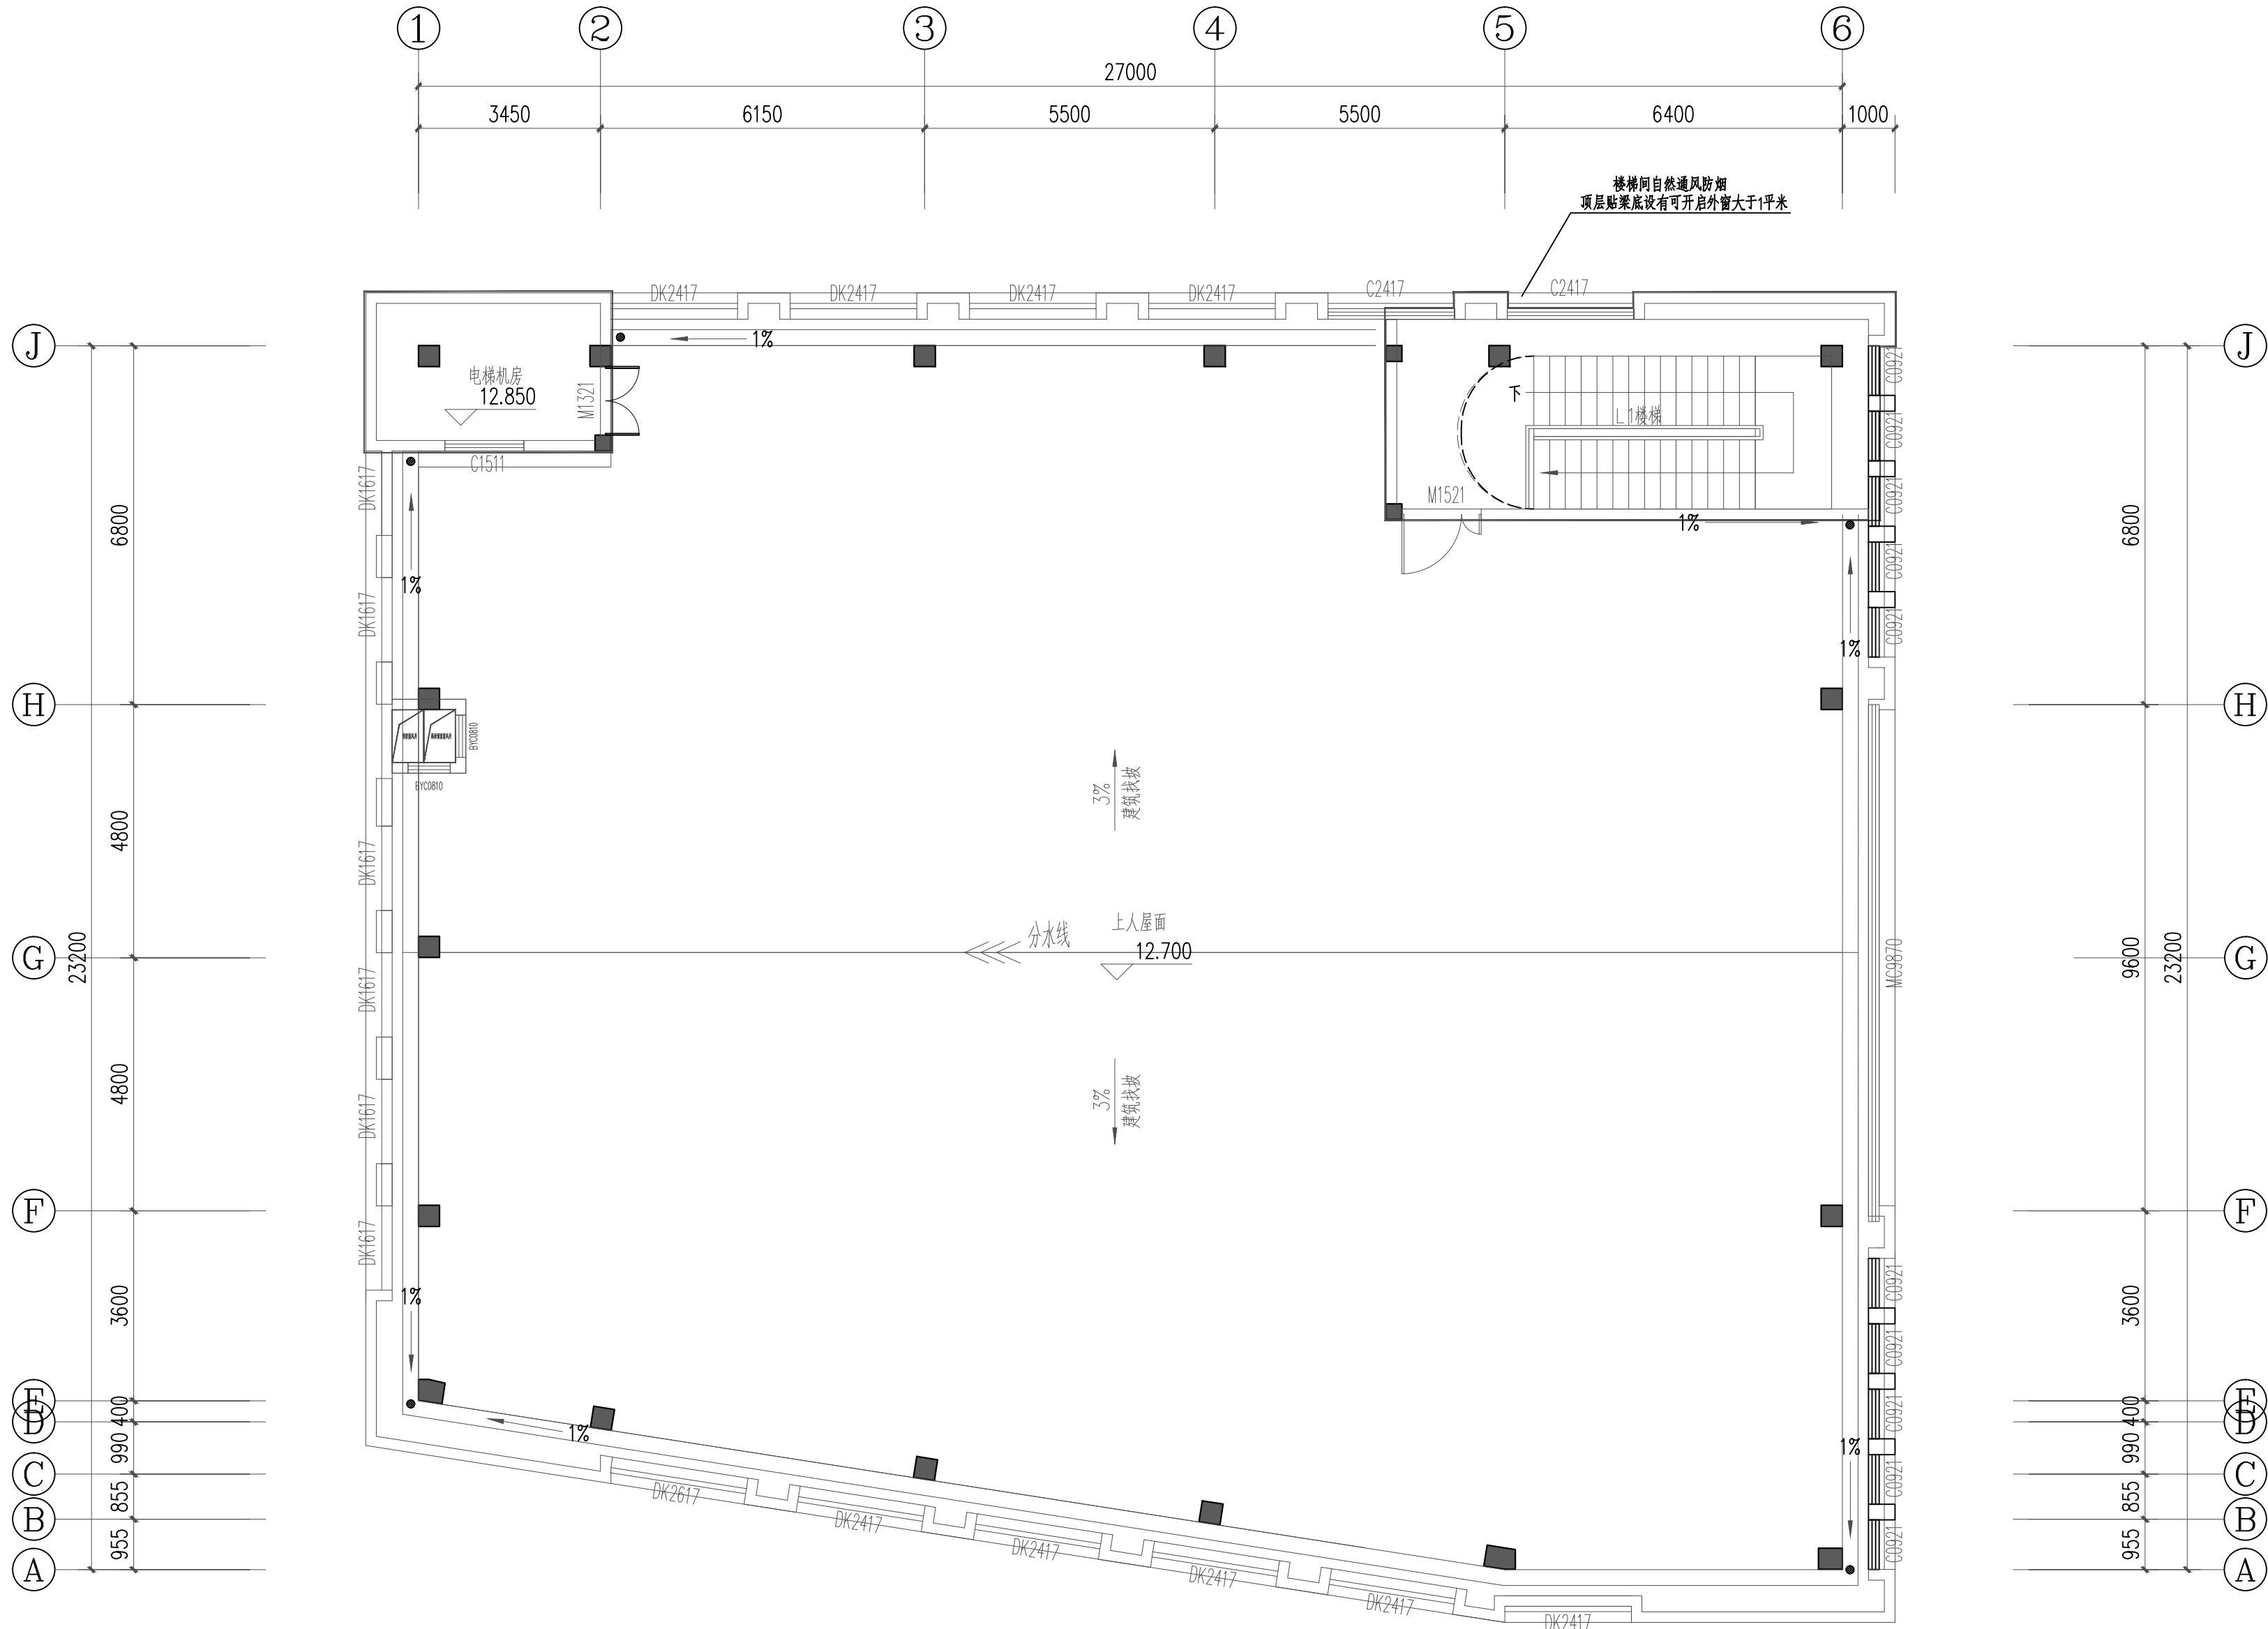 1
2
3
4
5
6
27000
3450
6150
5500
5500
6400
1000
楼梯间自然通风防烟
顶层贴梁底设有可开启外窗大于1平米
DK2417
DK2417
DK2417
DK2417
C2417
C2417
J
J
1%
电梯机房
12.850
M1321
C1511
下
L1楼梯
M1521
1%
C0921
C0921
C0921
C0921
C0921
DK1617
DK1617
1%
1%
6800
6800
H
H
BYC0810
BYC0810
3%
建筑找坡
4800
4800
DK1617
DK1617
DK1617
DK1617
分水线
上人屋面
12.700
G
G
23200
9600
23200
MC9870
3%
建筑找坡
F
F
3600
3600
1%
C0921
C0921
C0921
C0921
C0921
E
E
D
D
400
400
1%
1%
990
990
C
C
855
855
B
B
955
955
A
A
DK2617
DK2417
DK2417
DK2417
DK2417
DK2417